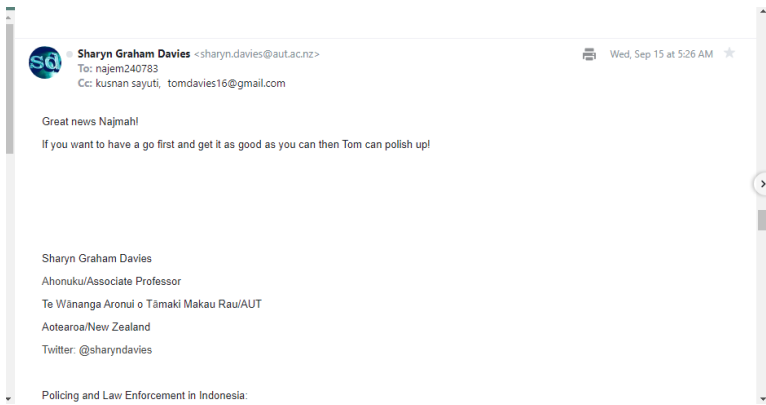 sd
Sharyn Graham Davies <sharyn.davies@aut.ac.nz>
Wed, Sep 15 at 5:26 AM
To: najem240783
Cc: kusnan sayuti, tomdavies16@gmail.com
Great news Najmah!
If you want to have a go first and get it as good as you can then Tom can polish up!
Sharyn Graham Davies
Ahonuku/Associate Professor
Te Wānanga Aronui o Tāmaki Makau Rau/AUT
Aotearoa/New Zealand
Twitter: @sharyndavies
Policing and Law Enforcement in Indonesia: